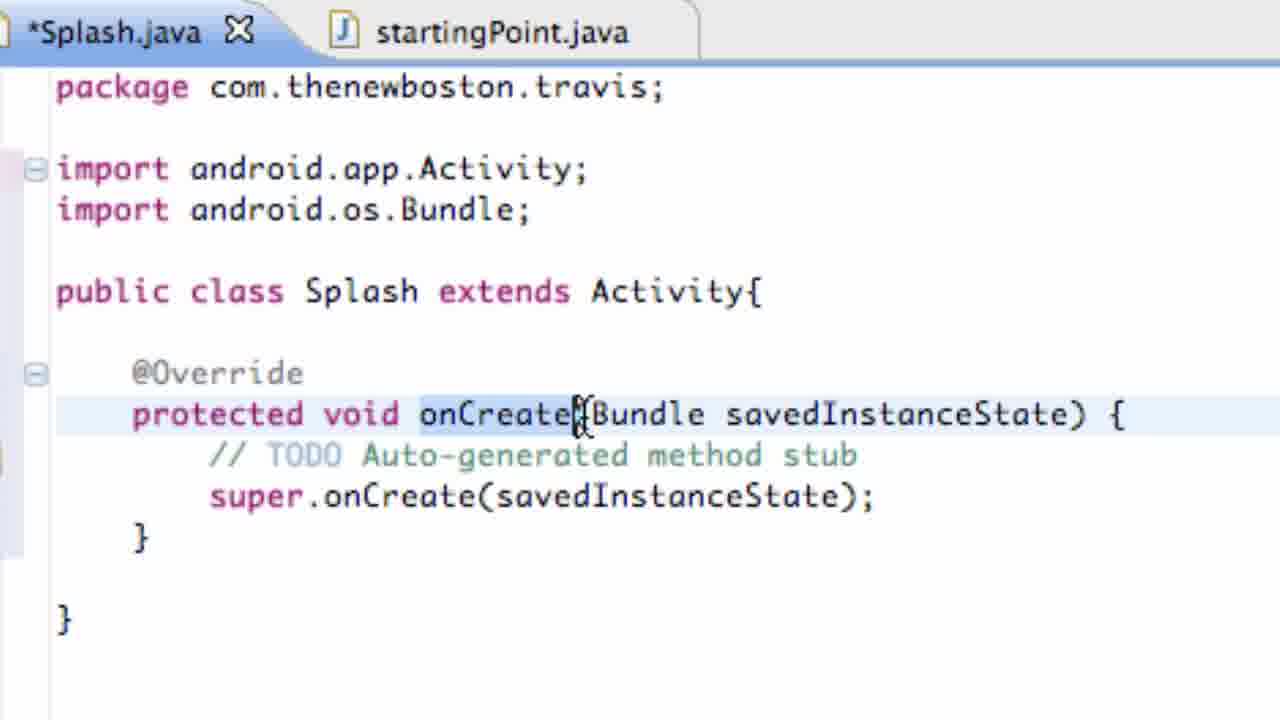 *Splash.java startingPoint.java
package com.thenewboston.travis;
import android.app.Activity;
import android.os.Bundle;
public class Splash extends Activity{
@Override
protected void onCreate(Bundle savedInstanceState) {
// TODO Auto-generated method stub
super.onCreate(savedInstanceState);
}
}